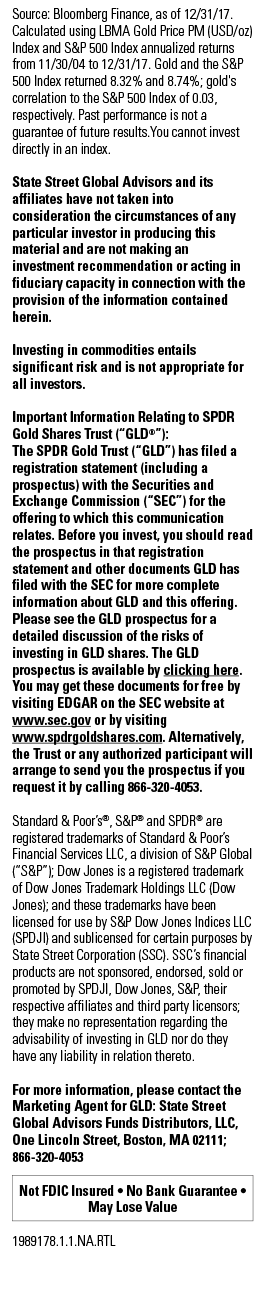 Source: Bloomberg Finance, as of 12/31/17.
Calculated using LBMA Gold Price PM (USD/oz)
Index and S&P 500 Index annualized returns
from 11/30/04 to 12/31/17. Gold and the S&P
500 Index returned 8.32% and 8.74%; gold's
correlation to the S&P 500 Index of 0.03,
respectively. Past performance is not a
guarantee of future results.You cannot invest
directly in an index.
State Street Global Advisors and its
affiliates have not taken into
consideration the circumstances of any
particular investor in producing this
material and are not making an
investment recommendation or acting in
fiduciary capacity in connection with the
provision of the information contained
herein.
Investing in commodities entails
significant risk and is not appropriate for
all investors.
Important Information Relating to SPDR
Gold Shares Trust (“GLD®”):
The SPDR Gold Trust (“GLD”) has filed a
registration statement (including a
prospectus) with the Securities and
Exchange Commission (“SEC”) for the
offering to which this communication
relates. Before you invest, you should read
the prospectus in that registration
statement and other documents GLD has
filed with the SEC for more complete
information about GLD and this offering.
Please see the GLD prospectus for a
detailed discussion of the risks of
investing in GLD shares. The GLD
prospectus is available by clicking here.
You may get these documents for free by
visiting EDGAR on the SEC website at
www.sec.gov or by visiting
www.spdrgoldshares.com. Alternatively,
the Trust or any authorized participant will
arrange to send you the prospectus if you
request it by calling 866-320-4053.
Standard & Poor's®, S&P® and SPDR® are
registered trademarks of Standard & Poor's
Financial Services LLC, a division of S&P Global
(“S&P”); Dow Jones is a registered trademark
of Dow Jones Trademark Holdings LLC (Dow
Jones); and these trademarks have been
licensed for use by S&P Dow Jones Indices LLC
(SPDJI) and sublicensed for certain purposes by
State Street Corporation (SSC). SSC's financial
products are not sponsored, endorsed, sold or
promoted by SPDJI, Dow Jones, S&P, their
respective affiliates and third party licensors;
they make no representation regarding the
advisability of investing in GLD nor do they
have any liability in relation thereto.
For more information, please contact the
Marketing Agent for GLD: State Street
Global Advisors Funds Distributors, LLC,
One Lincoln Street, Boston, MA 02111;
866-320-4053
Not FDIC Insured • No Bank Guarantee •
May Lose Value
1989178.1.1.NA.RTL